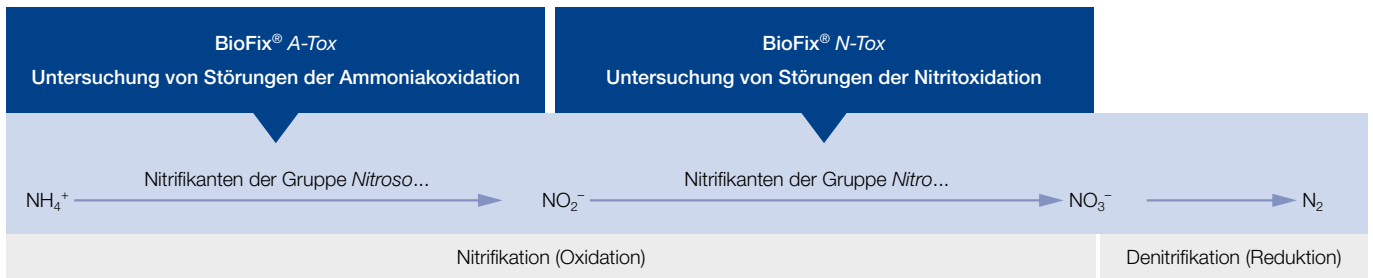 BioFix® A-Tox
Untersuchung von Störungen der Ammoniakoxidation
BioFix® N-Tox
Untersuchung von Störungen der Nitritoxidation
Nitrifikanten der Gruppe Nitroso...
Nitrifikanten der Gruppe Nitro...
NH₄⁺ NO₂⁻ NO₃⁻ N₂
Nitrifikation (Oxidation)
Denitrifikation (Reduktion)